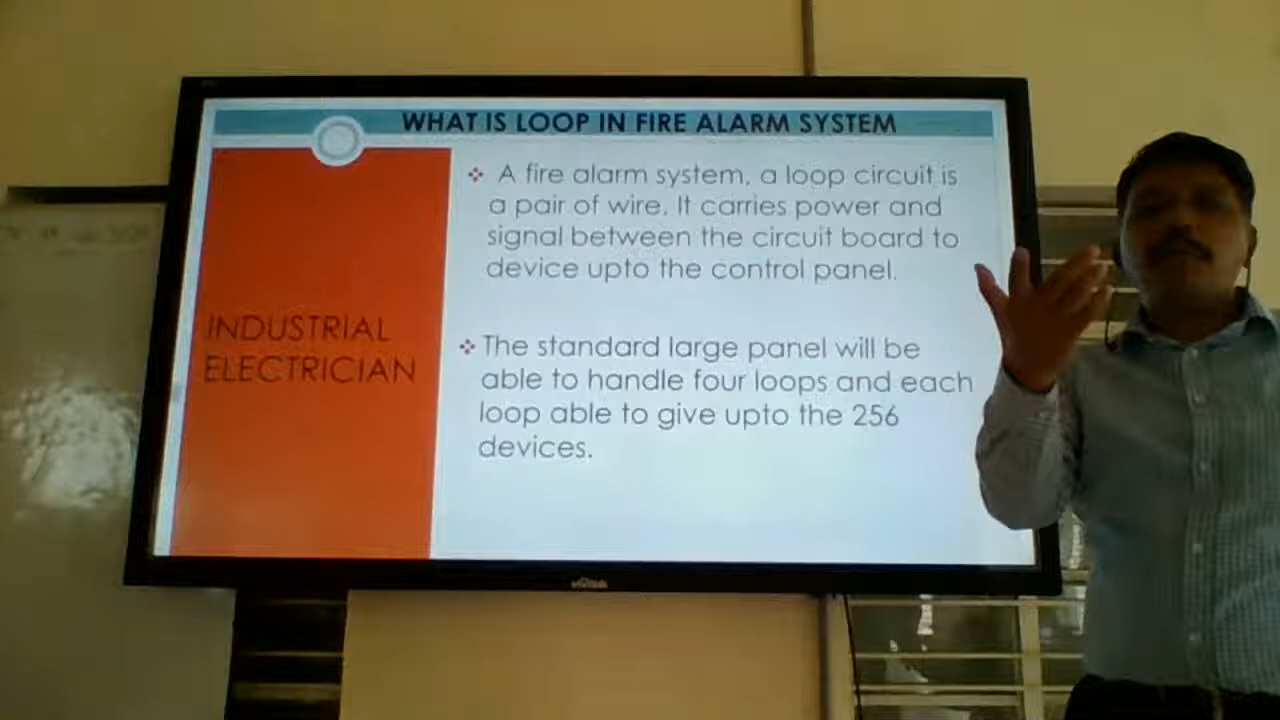 WHAT IS LOOP IN FIRE ALARM SYSTEM
INDUSTRIAL
ELECTRICIAN
A fire alarm system, a loop circuit is
a pair of wire. It carries power and
signal between the circuit board to
device upto the control panel.
The standard large panel will be
able to handle four loops and each
loop able to give upto the 256
devices.